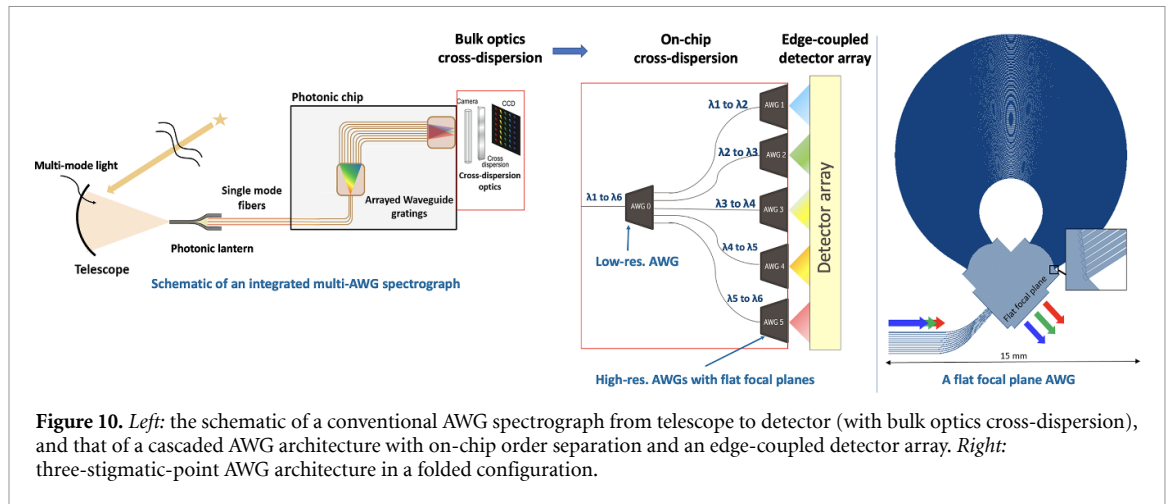 Bulk optics
cross-dispersion
On-chip
cross-dispersion
Edge-coupled
detector array
Photonic chip
Camera
CCD
Cross
dispersion
Cross-dispersion
optics
Multi-mode light
Single mode
fibers
Arrayed Waveguide
gratings
Photonic lantern
Telescope
Schematic of an integrated multi-AWG spectrograph
λ1 to λ2
λ2 to λ3
λ1 to λ6
λ3 to λ4
λ4 to λ5
λ5 to λ6
AWG 0
AWG 1
AWG 2
AWG 3
AWG 4
AWG 5
Low-res. AWG
High-res. AWGs with flat focal planes
Detector array
Flat focal plane
15 mm
A flat focal plane AWG
Figure 10. Left: the schematic of a conventional AWG spectrograph from telescope to detector (with bulk optics cross-dispersion),
and that of a cascaded AWG architecture with on-chip order separation and an edge-coupled detector array. Right:
three-stigmatic-point AWG architecture in a folded configuration.